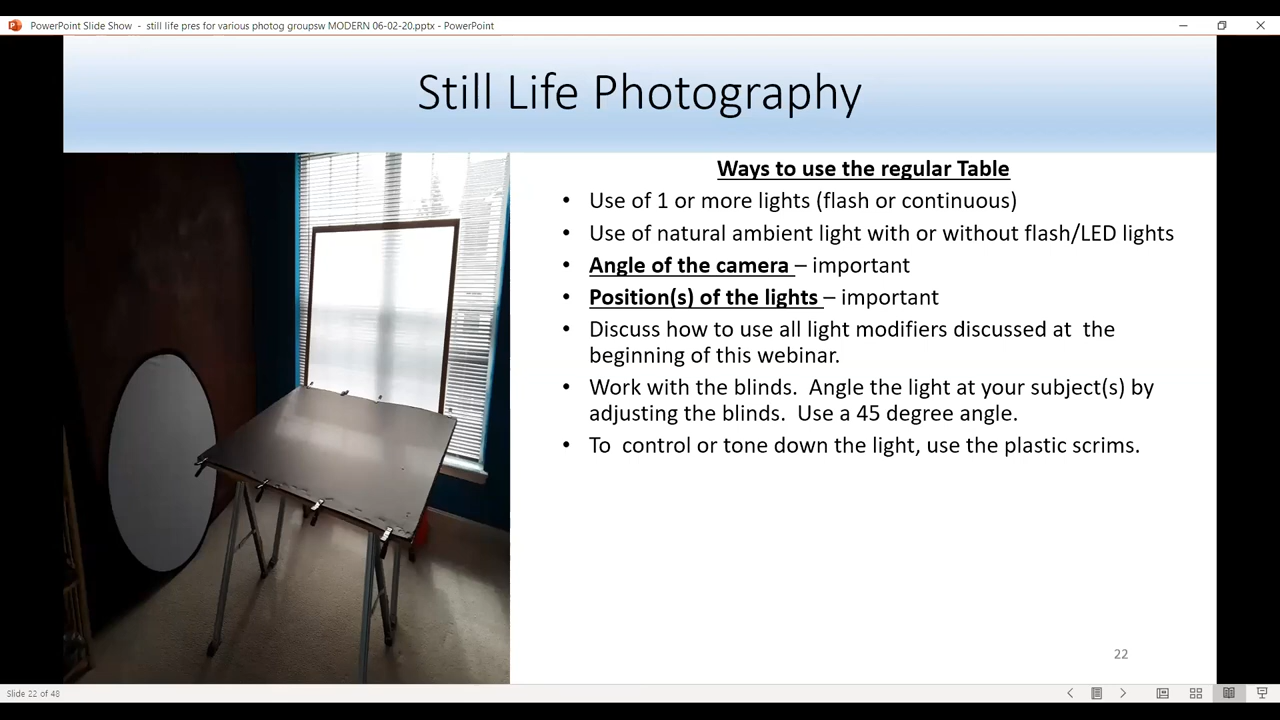 PowerPoint Slide Show - still life pres for various photog groupsw MODERN 06-02-20.pptx - PowerPoint
Still Life Photography
Ways to use the regular Table
• Use of 1 or more lights (flash or continuous)
• Use of natural ambient light with or without flash/LED lights
• Angle of the camera – important
• Position(s) of the lights – important
• Discuss how to use all light modifiers discussed at  the
beginning of this webinar.
• Work with the blinds.  Angle the light at your subject(s) by
adjusting the blinds.  Use a 45 degree angle.
• To  control or tone down the light, use the plastic scrims.
22
Slide 22 of 48